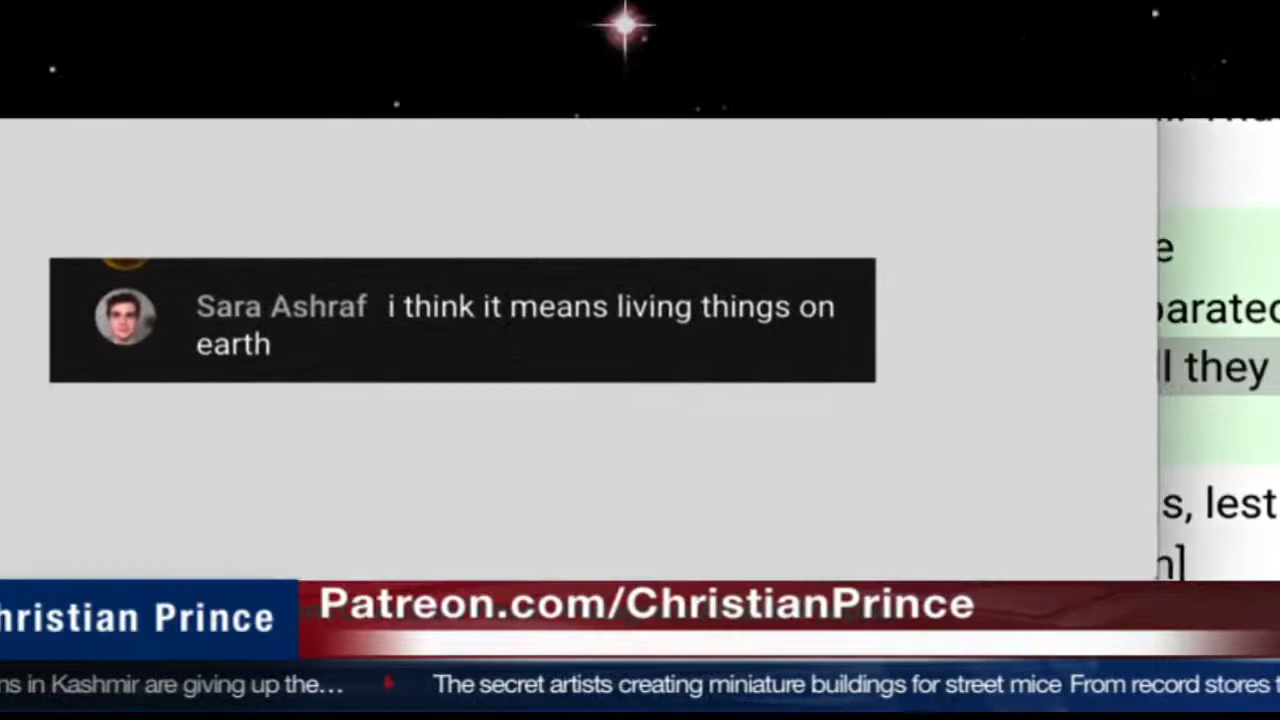 Sara Ashraf i think it means living things on
earth
e
parated
ll they
s, lest
n]
hristian Prince
Patreon.com/ChristianPrince
ns in Kashmir are giving up the...
The secret artists creating miniature buildings for street mice From record stores t